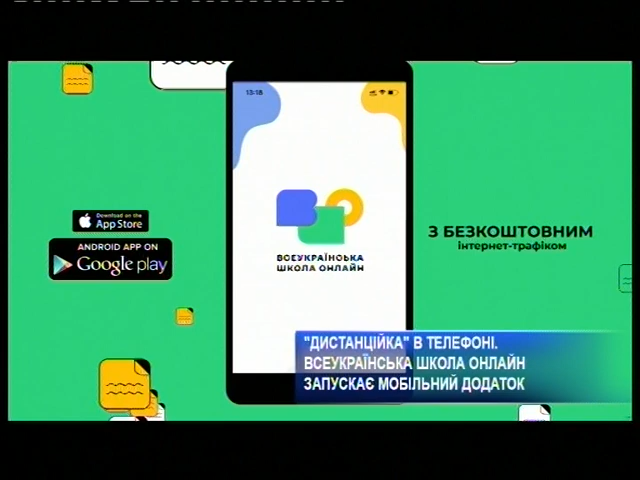 13:18
Download on the
App Store
ANDROID APP ON
Google play
ВСЕУКРАЇНСЬКА
ШКОЛА ОНЛАЙН
З БЕЗКОШТОВНИМ
інтернет-трафіком
"ДИСТАНЦІЙКА" В ТЕЛЕФОНІ.
ВСЕУКРАЇНСЬКА ШКОЛА ОНЛАЙН
ЗАПУСКАЄ МОБІЛЬНИЙ ДОДАТОК